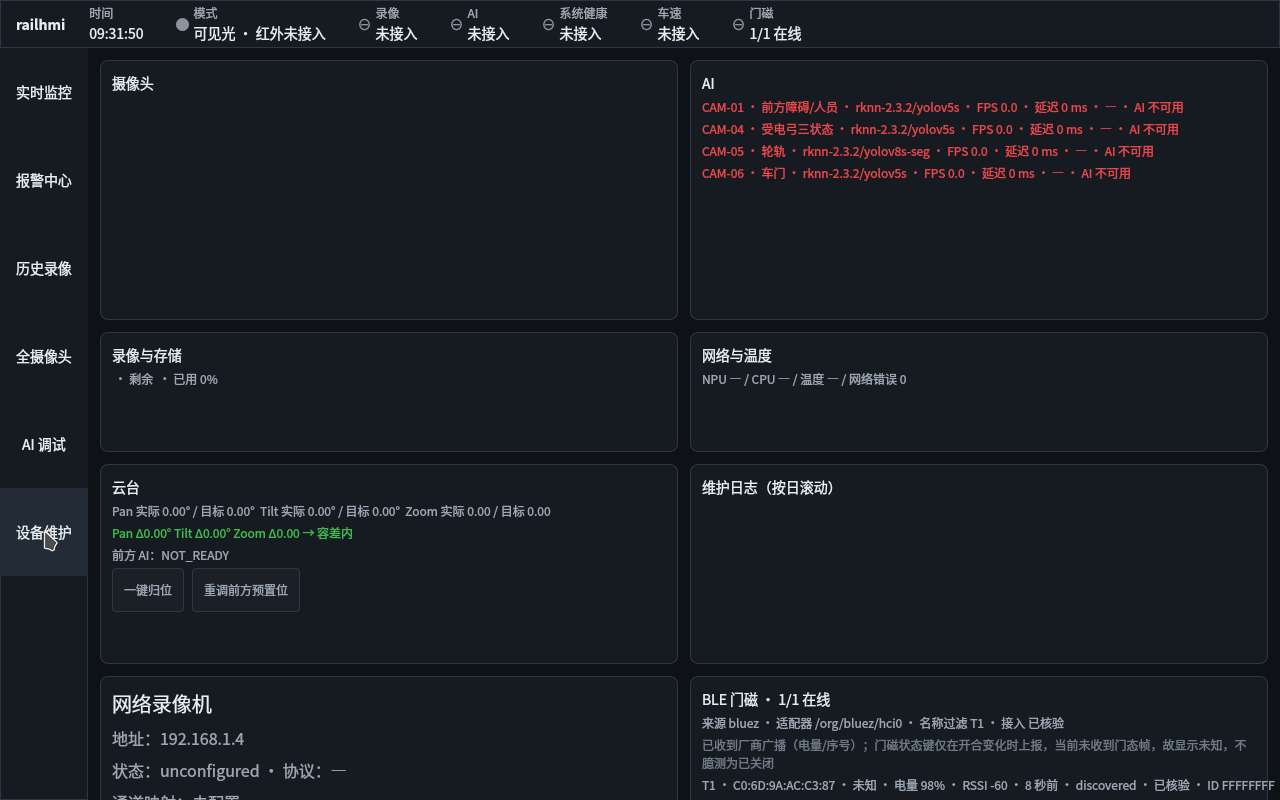 railhmi
时间
09:31:50
模式
可见光 · 红外未接入
录像
未接入
AI
未接入
系统健康
未接入
车速
未接入
门磁
1/1 在线
实时监控
报警中心
历史录像
全摄像头
AI 调试
设备维护
摄像头
AI
CAM-01 · 前方障碍/人员 · rknn-2.3.2/yolov5s · FPS 0.0 · 延迟 0 ms · — · AI 不可用
CAM-04 · 受电弓三状态 · rknn-2.3.2/yolov5s · FPS 0.0 · 延迟 0 ms · — · AI 不可用
CAM-05 · 轮轨 · rknn-2.3.2/yolov8s-seg · FPS 0.0 · 延迟 0 ms · — · AI 不可用
CAM-06 · 车门 · rknn-2.3.2/yolov5s · FPS 0.0 · 延迟 0 ms · — · AI 不可用
录像与存储
· 剩余 · 已用 0%
网络与温度
NPU — / CPU — / 温度 — / 网络错误 0
云台
Pan 实际 0.00° / 目标 0.00° Tilt 实际 0.00° / 目标 0.00° Zoom 实际 0.00 / 目标 0.00
Pan Δ0.00° Tilt Δ0.00° Zoom Δ0.00 → 容差内
前方 AI：NOT_READY
一键归位
重调前方预置位
维护日志（按日滚动）
网络录像机
地址：192.168.1.4
状态：unconfigured · 协议：—
通道映射：未配置
BLE 门磁 · 1/1 在线
来源 bluez · 适配器 /org/bluez/hci0 · 名称过滤 T1 · 接入 已核验
已收到厂商广播（电量/序号）；门磁状态键仅在开合变化时上报，当前未收到门态帧，故显示未知，不
臆测为已关闭
T1 · C0:6D:9A:AC:C3:87 · 未知 · 电量 98% · RSSI -60 · 8 秒前 · discovered · 已核验 · ID FFFFFFFF